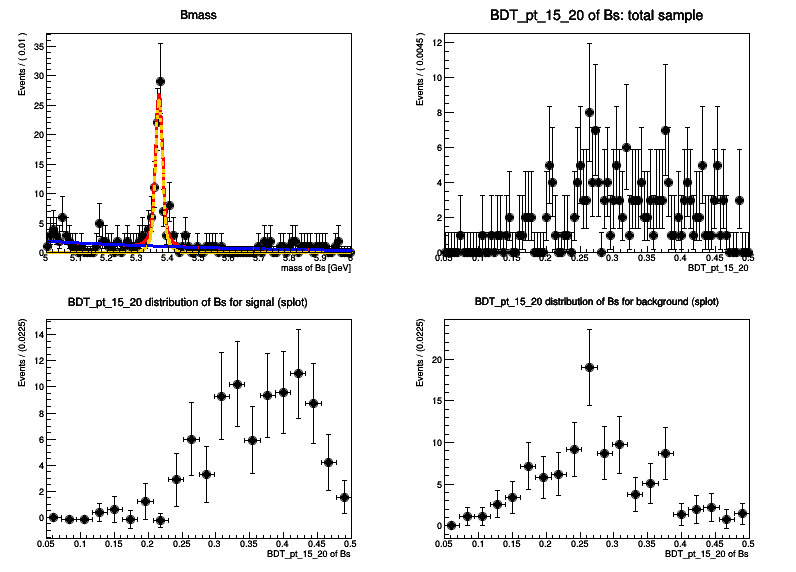 Bmass
Events / ( 0.01 )
35
30
25
20
15
10
5
0
5 5.1 5.2 5.3 5.4 5.5 5.6 5.7 5.8 5.9 6
mass of Bs [GeV]
BDT_pt_15_20 of Bs: total sample
Events / ( 0.0045 )
12
10
8
6
4
2
0
0.05 0.1 0.15 0.2 0.25 0.3 0.35 0.4 0.45 0.5
BDT_pt_15_20
BDT_pt_15_20 distribution of Bs for signal (splot)
Events / (0.0225)
14
12
10
8
6
4
2
0
0.05 0.1 0.15 0.2 0.25 0.3 0.35 0.4 0.45 0.5
BDT_pt_15_20 of Bs
BDT_pt_15_20 distribution of Bs for background (splot)
Events / (0.0225)
20
15
10
5
0
0.05 0.1 0.15 0.2 0.25 0.3 0.35 0.4 0.45 0.5
BDT_pt_15_20 of Bs